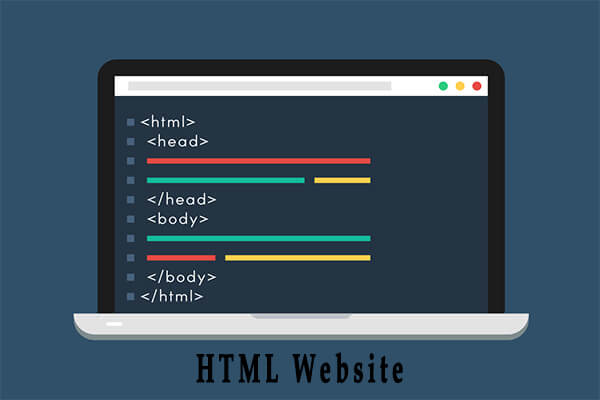 <html>
<head>
</head>
<body>
</body>
</html>
HTML Website